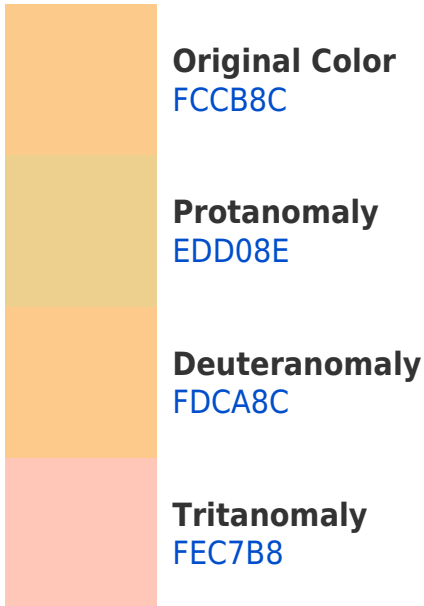 Original Color
FCCB8C
Protanomaly
EDD08E
Deuteranomaly
FDCA8C
Tritanomaly
FEC7B8